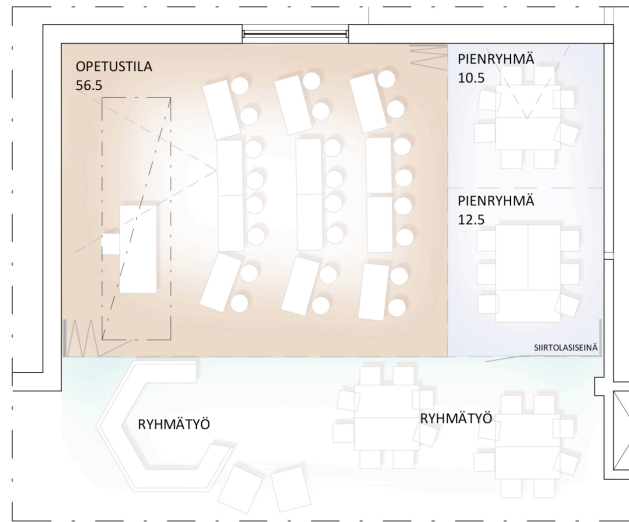 OPETUSTILA
56.5
PIENRYHMÄ
10.5
PIENRYHMÄ
12.5
SIIRTOLASISEINÄ
RYHMÄTYÖ
RYHMÄTYÖ